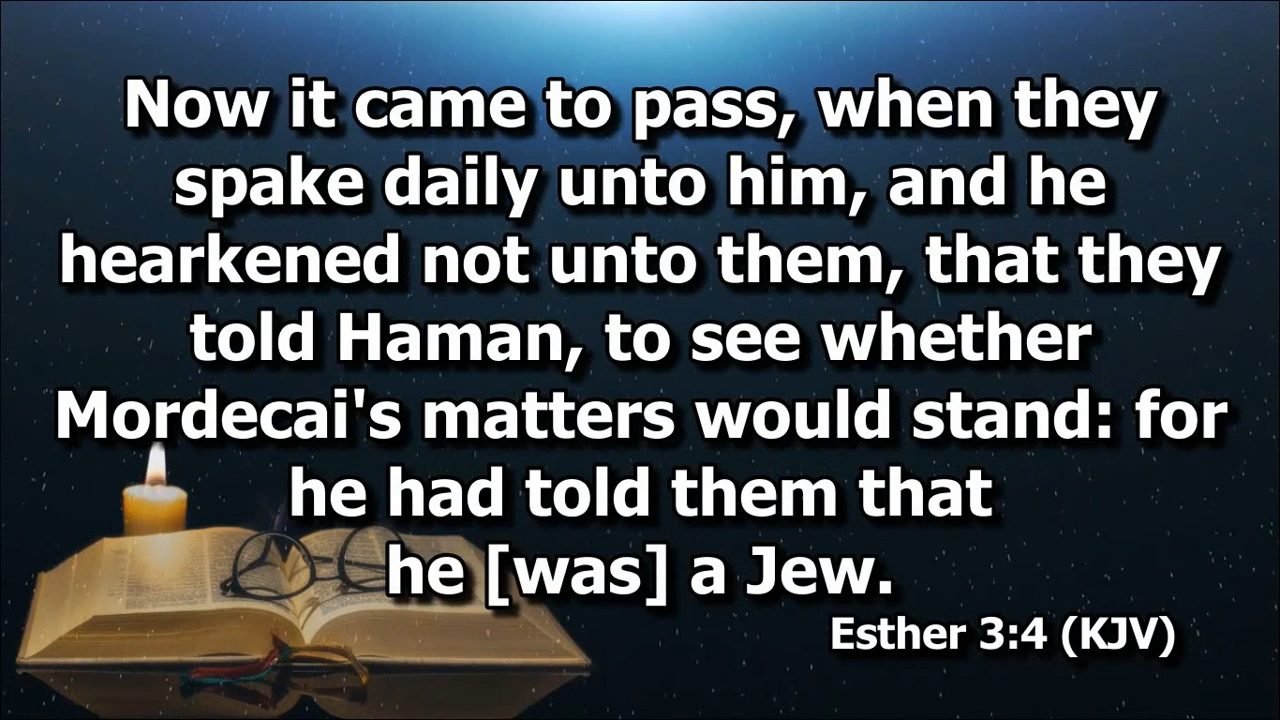 Now it came to pass, when they
spake daily unto him, and he
hearkened not unto them, that they
told Haman, to see whether
Mordecai's matters would stand: for
he had told them that
he [was] a Jew.
Esther 3:4 (KJV)